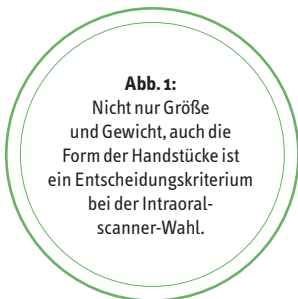 Abb. 1:
Nicht nur Größe
und Gewicht, auch die
Form der Handstücke ist
ein Entscheidungskriterium
bei der Intraoral-
scanner-Wahl.